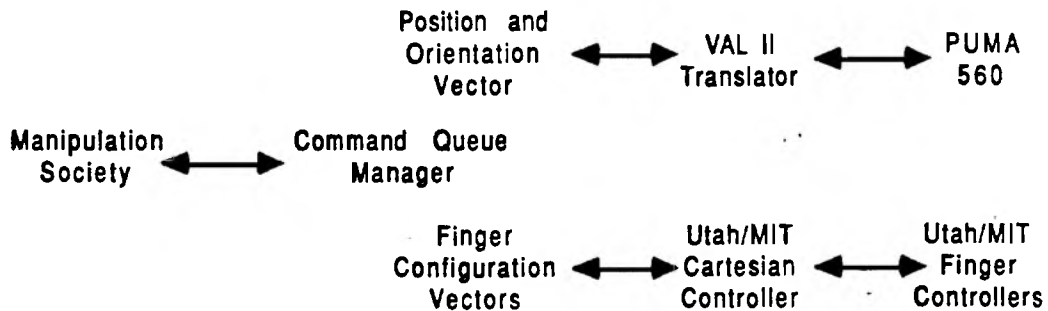 Position and
Orientation
Vector
VAL II
Translator
PUMA
560
Manipulation
Society
Command Queue
Manager
Finger
Configuration
Vectors
Utah/MIT
Cartesian
Controller
Utah/MIT
Finger
Controllers